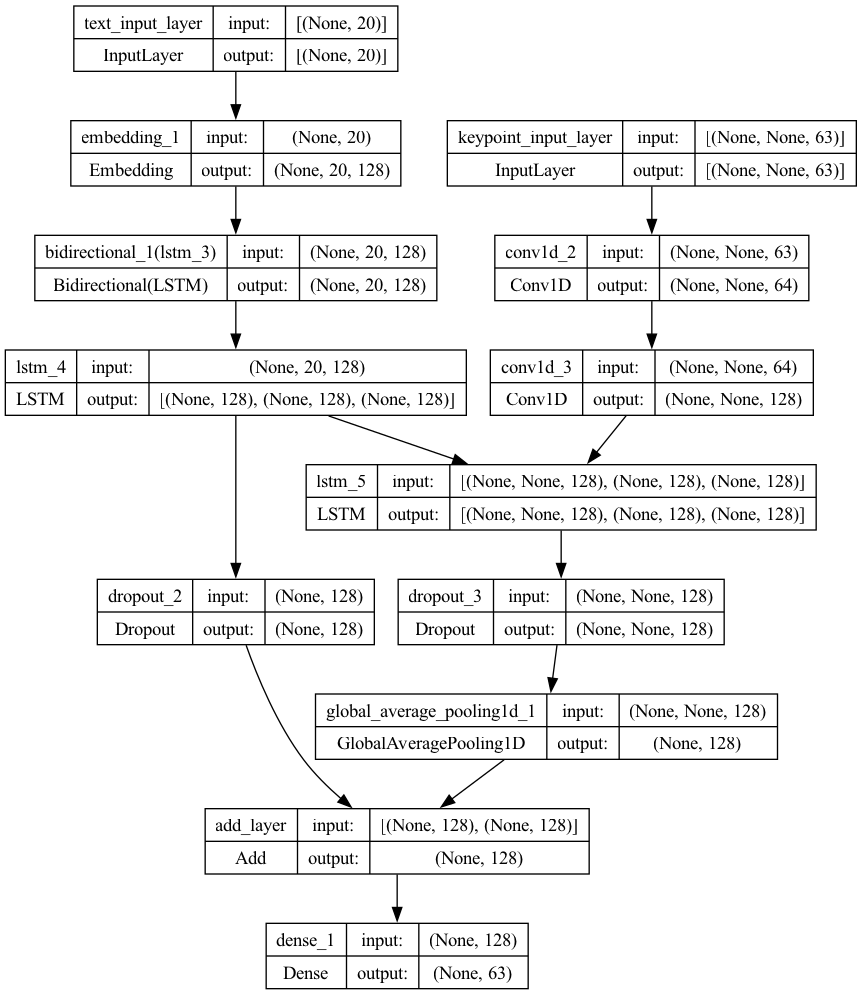 text_input_layer input: [(None, 20)]
InputLayer output: [(None, 20)]
embedding_1 input: (None, 20)
Embedding output: (None, 20, 128)
keypoint_input_layer input: [(None, None, 63)]
InputLayer output: [(None, None, 63)]
bidirectional_1(lstm_3) input: (None, 20, 128)
Bidirectional(LSTM) output: (None, 20, 128)
conv1d_2 input: (None, None, 63)
Conv1D output: (None, None, 64)
lstm_4 input: (None, 20, 128)
LSTM output: [(None, 128), (None, 128), (None, 128)]
conv1d_3 input: (None, None, 64)
Conv1D output: (None, None, 128)
lstm_5 input: [(None, None, 128), (None, 128), (None, 128)]
LSTM output: [(None, None, 128), (None, 128), (None, 128)]
dropout_2 input: (None, 128)
Dropout output: (None, 128)
dropout_3 input: (None, None, 128)
Dropout output: (None, None, 128)
global_average_pooling1d_1 input: (None, None, 128)
GlobalAveragePooling1D output: (None, 128)
add_layer input: [(None, 128), (None, 128)]
Add output: (None, 128)
dense_1 input: (None, 128)
Dense output: (None, 63)